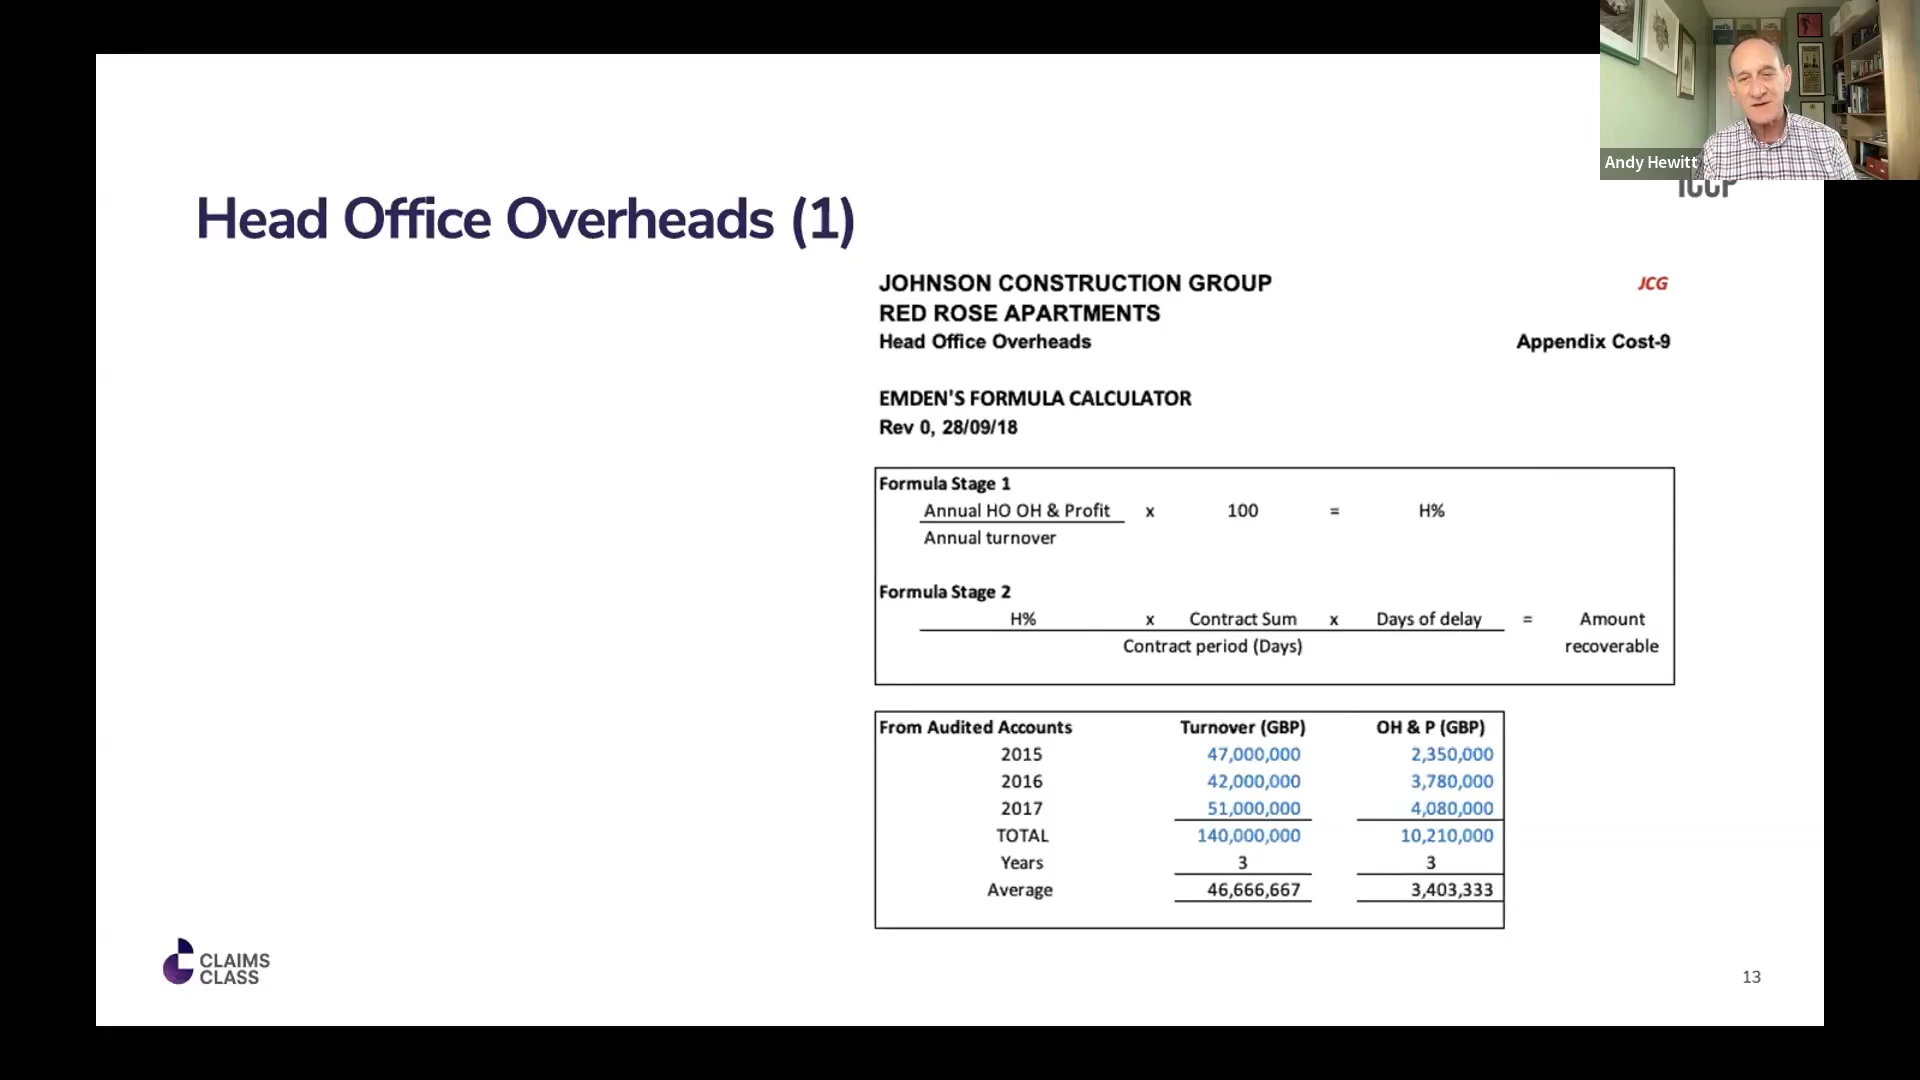 Andy Hewitt
ICCP
Head Office Overheads (1)
JOHNSON CONSTRUCTION GROUP JCG
RED ROSE APARTMENTS
Head Office Overheads Appendix Cost-9
EMDEN'S FORMULA CALCULATOR
Rev 0, 28/09/18
Formula Stage 1
Annual HO OH & Profit x 100 = H%
Annual turnover
Formula Stage 2
H% x Contract Sum x Days of delay = Amount
Contract period (Days) recoverable
From Audited Accounts Turnover (GBP) OH & P (GBP)
2015 47,000,000 2,350,000
2016 42,000,000 3,780,000
2017 51,000,000 4,080,000
TOTAL 140,000,000 10,210,000
Years 3 3
Average 46,666,667 3,403,333
CLAIMS
CLASS
13